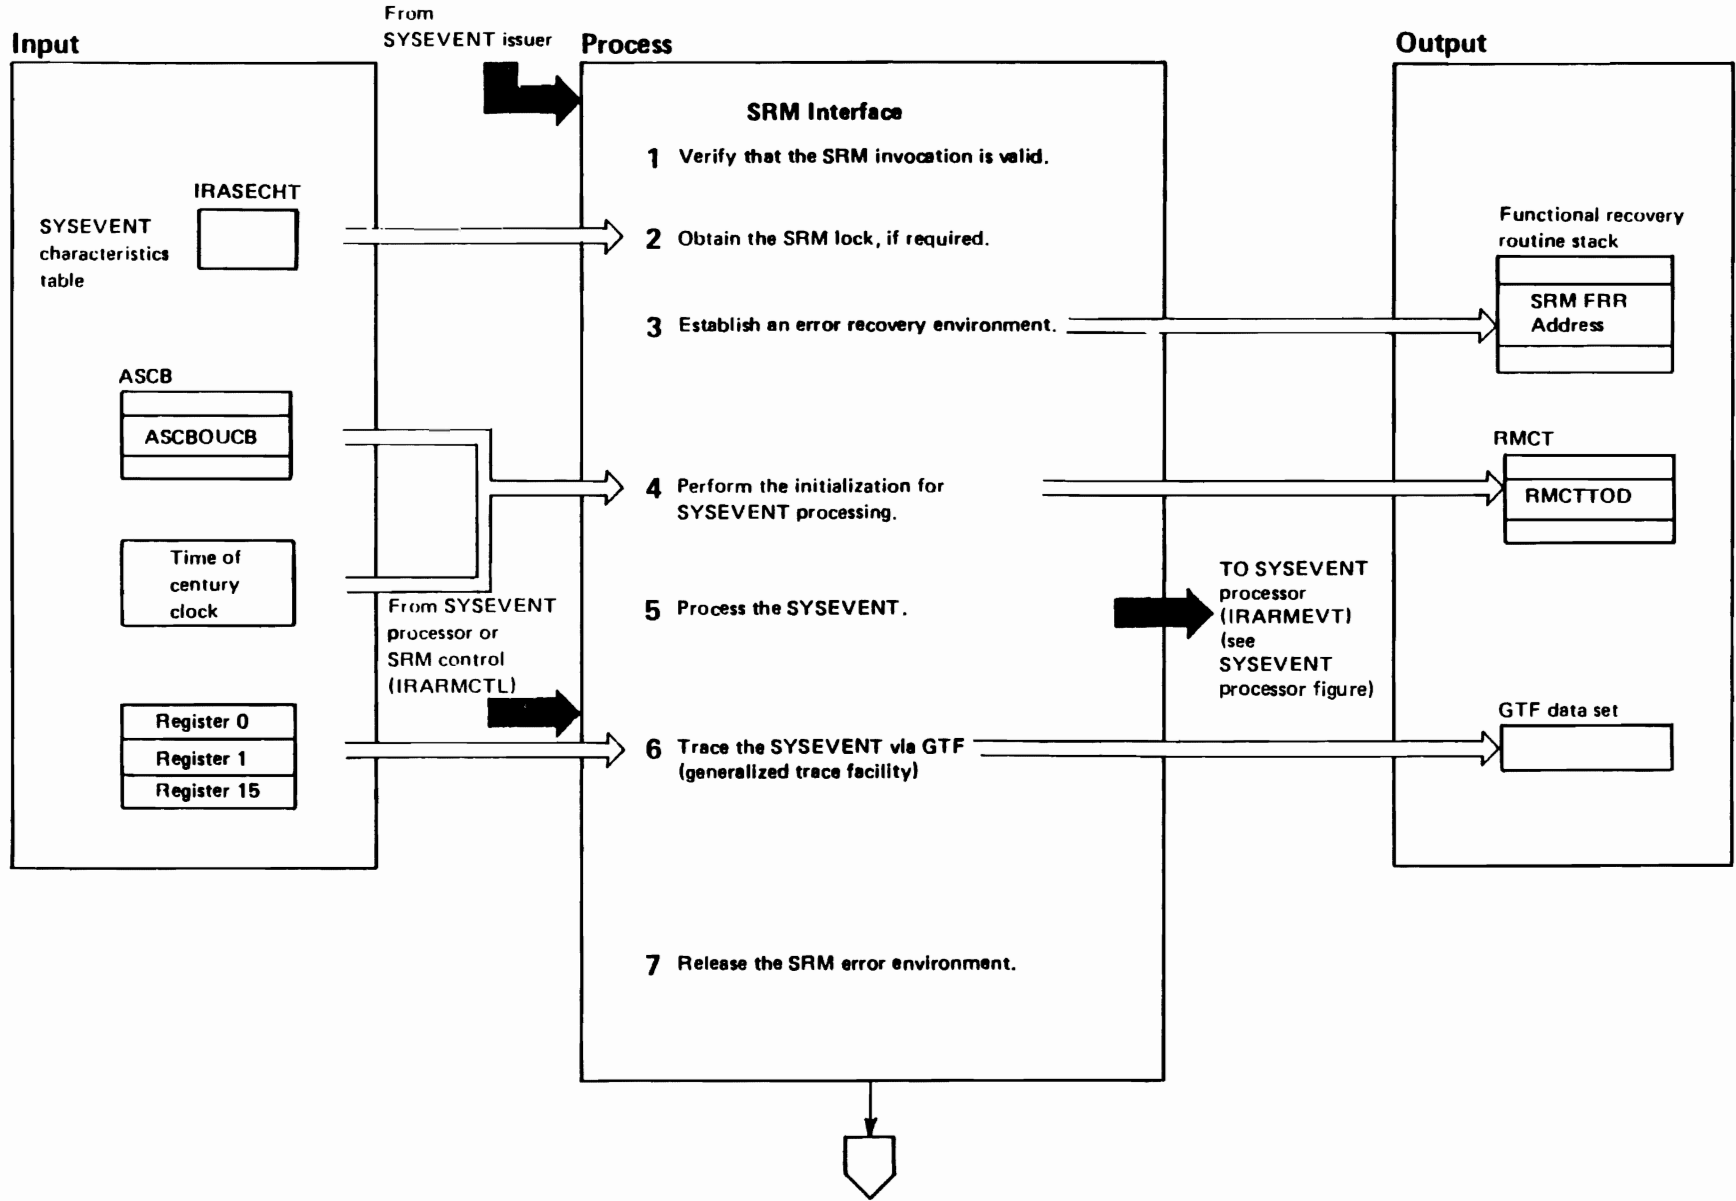 From
SYSEVENT issuer
Input
Process
Output
SRM Interface
1 Verify that the SRM invocation is valid.
IRASECHT
SYSEVENT
characteristics
table
2 Obtain the SRM lock, if required.
Functional recovery
routine stack
SRM FRR
Address
3 Establish an error recovery environment.
ASCB
ASCBOUCB
RMCT
RMCTTOD
4 Perform the initialization for
SYSEVENT processing.
Time of
century
clock
From SYSEVENT
processor or
SRM control
(IRARMCTL)
5 Process the SYSEVENT.
TO SYSEVENT
processor
(IRARMEVT)
(see
SYSEVENT
processor figure)
Register 0
Register 1
Register 15
6 Trace the SYSEVENT via GTF
(generalized trace facility)
GTF data set
7 Release the SRM error environment.